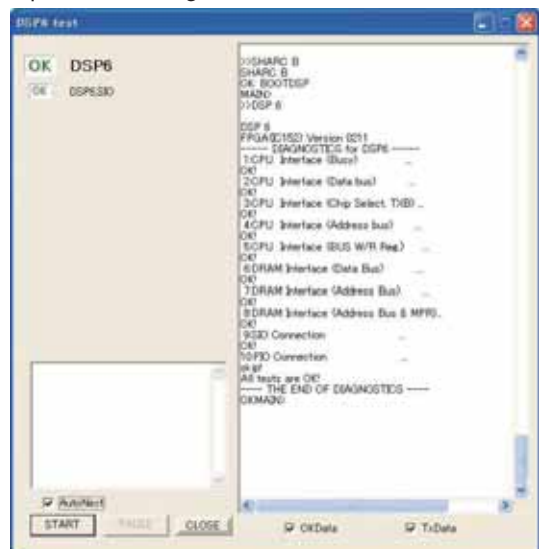 DSP6 test
OK DSP6
OK DSP6.SIO
>>SHARC B
SHARC B
OK BOOTDSP
MAIN>
>>DSP 6
DSP 6
FPGA(IC152) Version 0211
------ DIAGNOSTICS for DSP6 ------
1:CPU Interface (Busy) ...
OK!
2:CPU Interface (Data bus) ...
OK!
3:CPU Interface (Chip Select, TXB) ...
OK!
4:CPU Interface (Address bus) ...
OK!
5:CPU Interface (BUS W/R Reg.) ...
OK!
6:DRAM Interface (Data Bus) ...
OK!
7:DRAM Interface (Address Bus) ...
OK!
8:DRAM Interface (Address Bus & MPR)...
OK!
9:SIO Connection ...
OK!
10:PIO Connection ...
skip!
All tests are OK!
----- THE END OF DIAGNOSTICS -----
OKMAIN>
AutoNext
START PAUSE CLOSE
OKData TxData